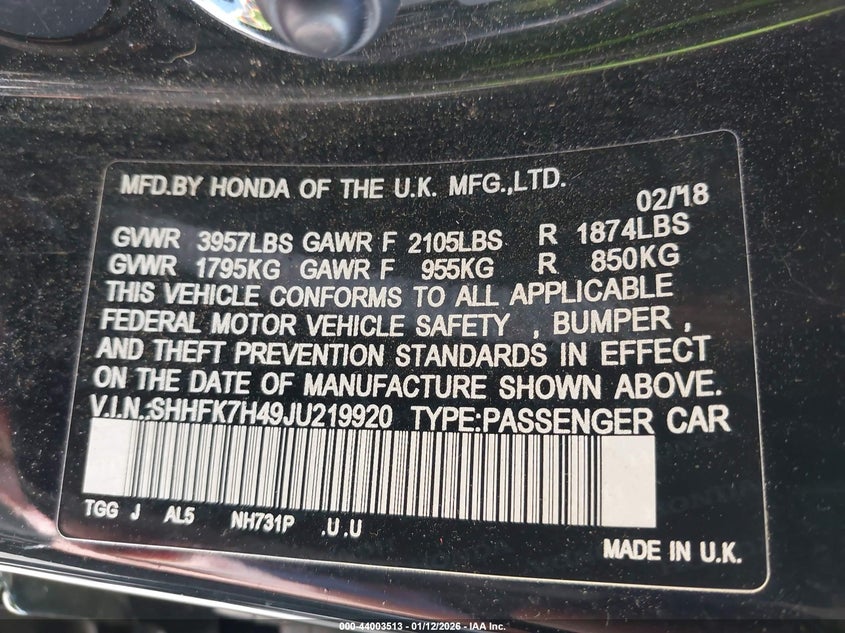 MFD.BY HONDA OF THE U.K. MFG.,LTD.
02/18
GVWR 3957LBS GAWR F 2105LBS R 1874LBS
GVWR 1795KG GAWR F 955KG R 850KG
THIS VEHICLE CONFORMS TO ALL APPLICABLE
FEDERAL MOTOR VEHICLE SAFETY , BUMPER ,
AND THEFT PREVENTION STANDARDS IN EFFECT
ON THE DATE OF MANUFACTURE SHOWN ABOVE.
V.I.N.:SHHFK7H49JU219920 TYPE:PASSENGER CAR
TGG J AL5 NH731P .U.U
MADE IN U.K.
000-44003513 - 01/12/2026 - IAA Inc.